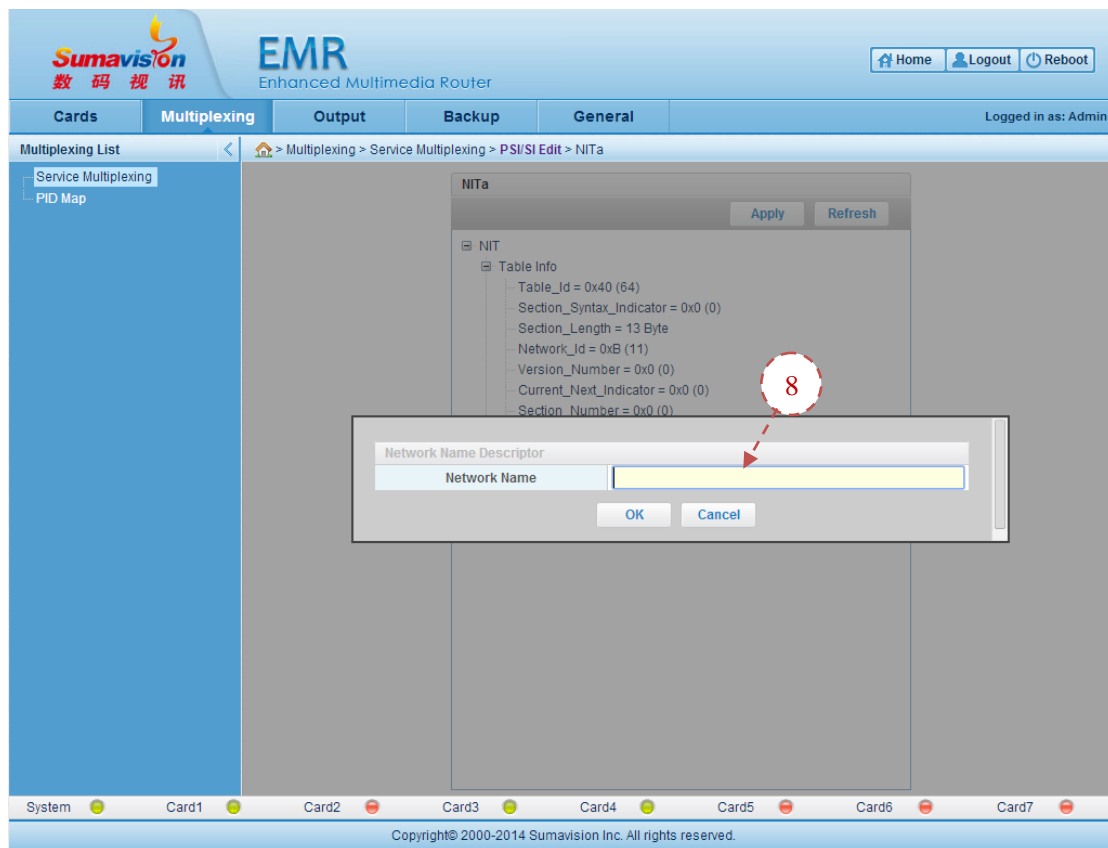 Sumavision
数码视讯
EMR
Enhanced Multimedia Router
Home Logout Reboot
Cards Multiplexing Output Backup General Logged in as: Admin
Multiplexing List > Multiplexing > Service Multiplexing > PSI/SI Edit > NITa
Service Multiplexing
PID Map
NITa
Apply Refresh
NIT
Table Info
Table_Id = 0x40 (64)
Section_Syntax_Indicator = 0x0 (0)
Section_Length = 13 Byte
Network_Id = 0xB (11)
Version_Number = 0x0 (0)
Current_Next_Indicator = 0x0 (0)
Section_Number = 0x0 (0)
8
Network Name Descriptor
Network Name
OK Cancel
System Card1 Card2 Card3 Card4 Card5 Card6 Card7
Copyright© 2000-2014 Sumavision Inc. All rights reserved.